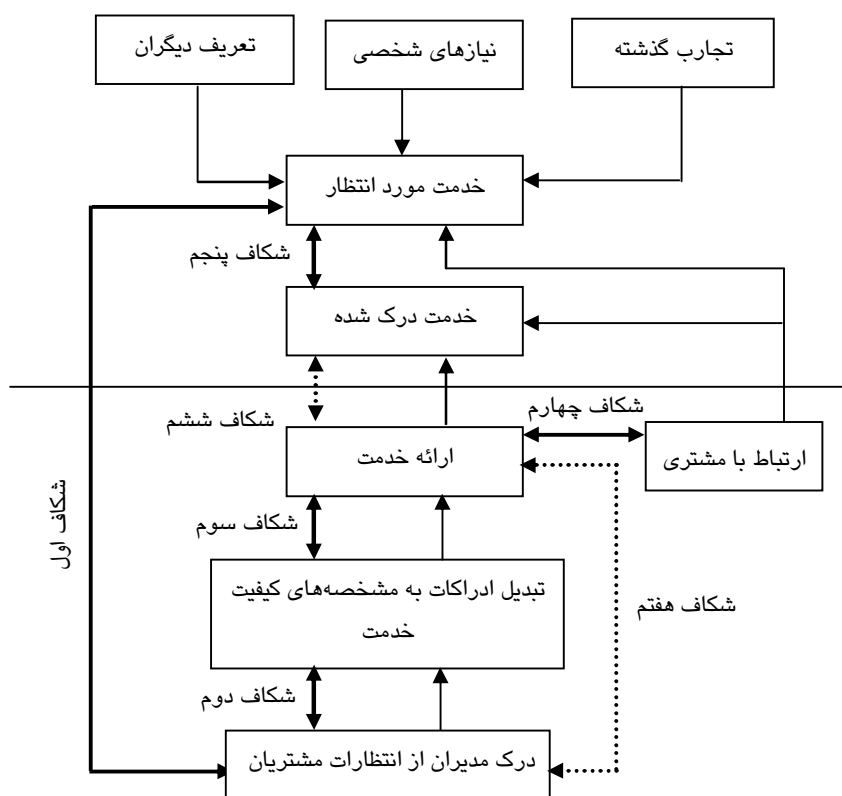 تجارب گذشته
نیازهای شخصی
تعریف دیگران
خدمت مورد انتظار
شکاف پنجم
خدمت درک شده
شکاف چهارم
شکاف ششم
ارائه خدمت
ارتباط با مشتری
شکاف اول
شکاف سوم
تبدیل ادراکات به مشخصه‌های کیفیت
خدمت
شکاف هفتم
شکاف دوم
درک مدیران از انتظارات مشتریان